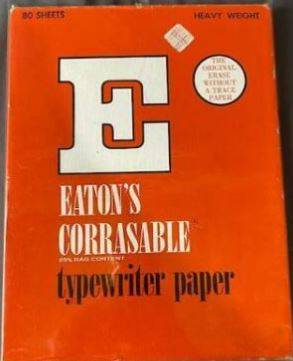 80 SHEETS
HEAVY WEIGHT
THE
ORIGINAL
ERASE
WITHOUT
A TRACE
PAPER
E
EATON'S
CORRASABLE
25% RAG CONTENT
typewriter paper